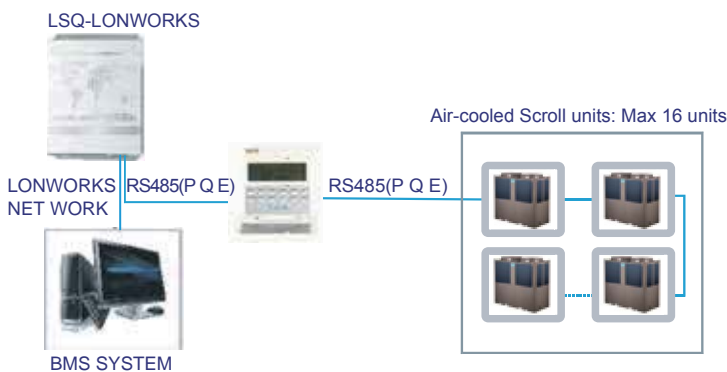 LSQ-LONWORKS
Air-cooled Scroll units: Max 16 units
LONWORKS
NET WORK
RS485(P Q E)
RS485(P Q E)
BMS SYSTEM